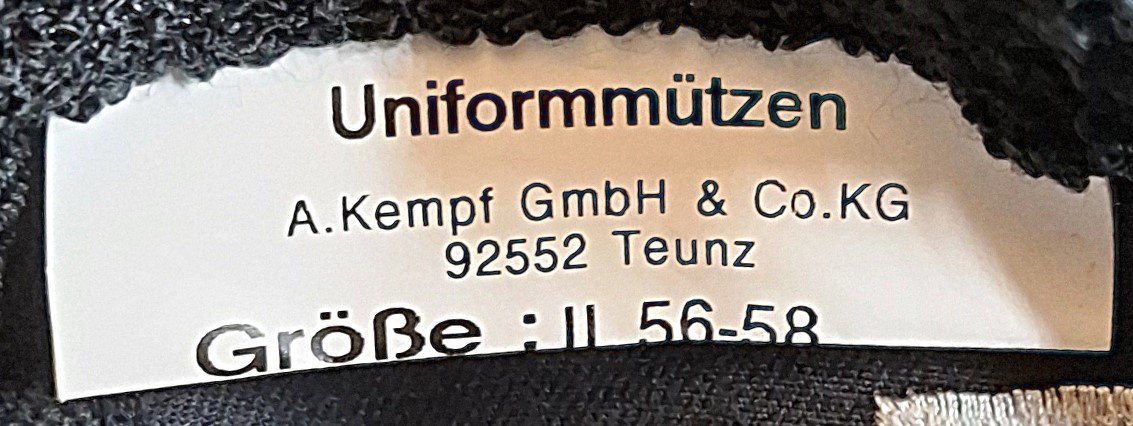 Uniformmützen
A.Kempf GmbH & Co.KG
92552 Teunz
Größe : II 56-58